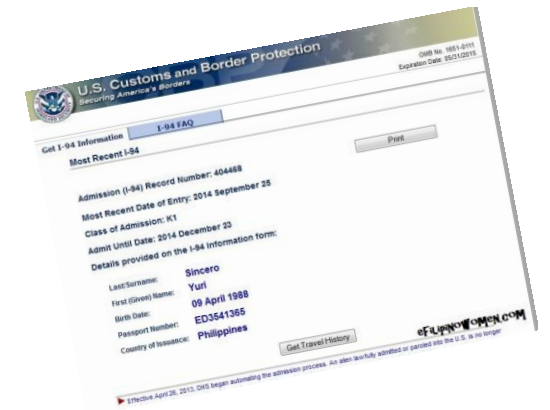 OMB No. 1651-0111
Expiration Date: 05/31/2015
U.S. Customs and Border Protection
Securing America's Borders
Get I-94 Information
I-94 FAQ
Most Recent I-94
Print
Admission (I-94) Record Number: 404468
Most Recent Date of Entry: 2014 September 25
Class of Admission: K1
Admit Until Date: 2014 December 23
Details provided on the I-94 Information form:
Last/Surname: Sincero
First (Given) Name: Yuri
Birth Date: 09 April 1988
Passport Number: ED3541365
Country of Issuance: Philippines
Get Travel History
eFILIPINOWOMEN.COM
Effective April 26, 2013, DHS began automating the admission process. An alien lawfully admitted or paroled into the U.S. is no longer